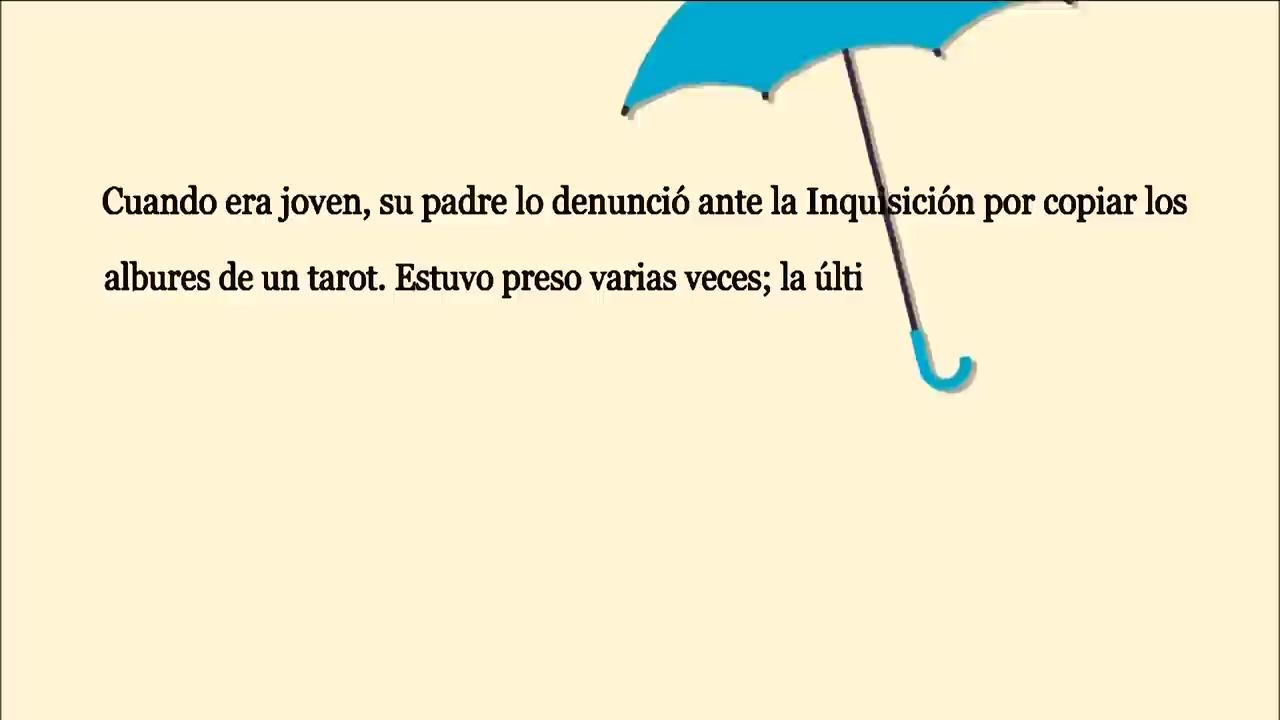 Cuando era joven, su padre lo denunció ante la Inquisición por copiar los
albures de un tarot. Estuvo preso varias veces; la últi